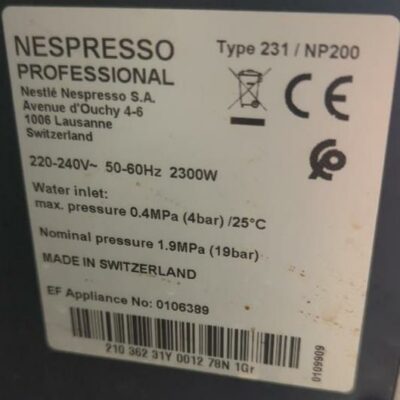 NESPRESSO
PROFESSIONAL
Type 231 / NP200
Nestlé Nespresso S.A.
Avenue d'Ouchy 4-6
1006 Lausanne
Switzerland
CE
220-240V~ 50-60Hz 2300W
Water inlet:
max. pressure 0.4MPa (4bar) /25°C
Nominal pressure 1.9MPa (19bar)
MADE IN SWITZERLAND
EF Appliance No: 0106389
210 362 31Y 0012 78N 1Gr
0109909